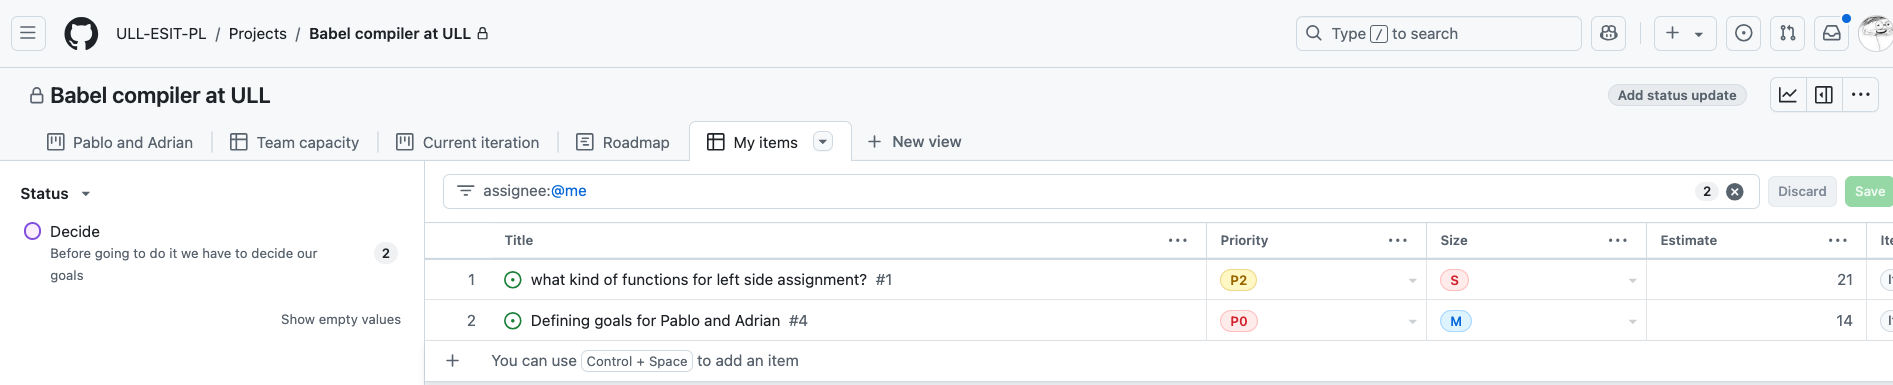 ULL-ESIT-PL / Projects / Babel compiler at ULL
Type / to search
Babel compiler at ULL
Add status update
Pablo and Adrian
Team capacity
Current iteration
Roadmap
My items
New view
Status
Decide
Before going to do it we have to decide our
goals
2
Show empty values
assignee:@me
2
Discard
Save
Title
Priority
Size
Estimate
1 what kind of functions for left side assignment? #1 P2 S 21
2 Defining goals for Pablo and Adrian #4 P0 M 14
You can use Control + Space to add an item